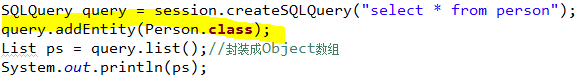 SQLQuery query = session.createSQLQuery("select * from person");
query.addEntity(Person.class);
List ps = query.list();//封装成Object数组
System.out.println(ps);